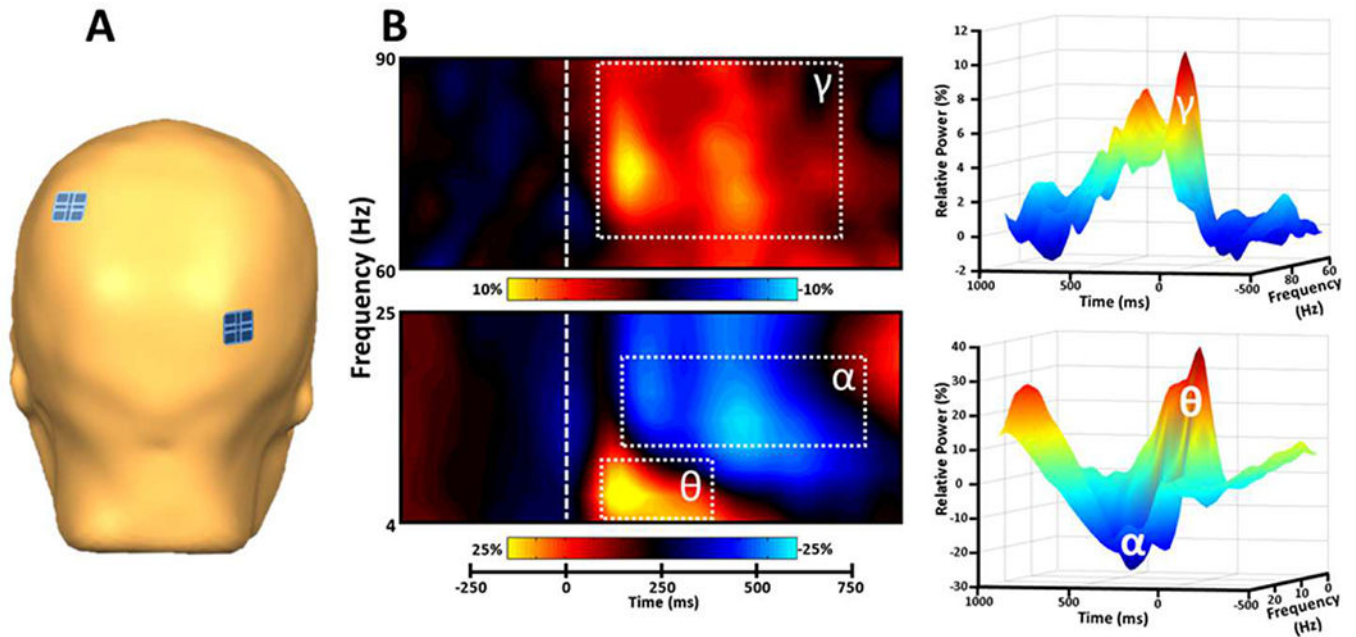 A
B
90
60
Frequency (Hz)
γ
10%
-10%
25
4
α
θ
25%
-25%
-250
0
250
500
750
Time (ms)
12
10
8
6
4
2
0
-2
Relative Power (%)
γ
1000
500
0
-500
Time (ms)
80
60
Frequency
(Hz)
40
30
20
10
0
-10
-20
-30
Relative Power (%)
θ
α
1000
500
0
-500
Time (ms)
20
10
0
Frequency
(Hz)